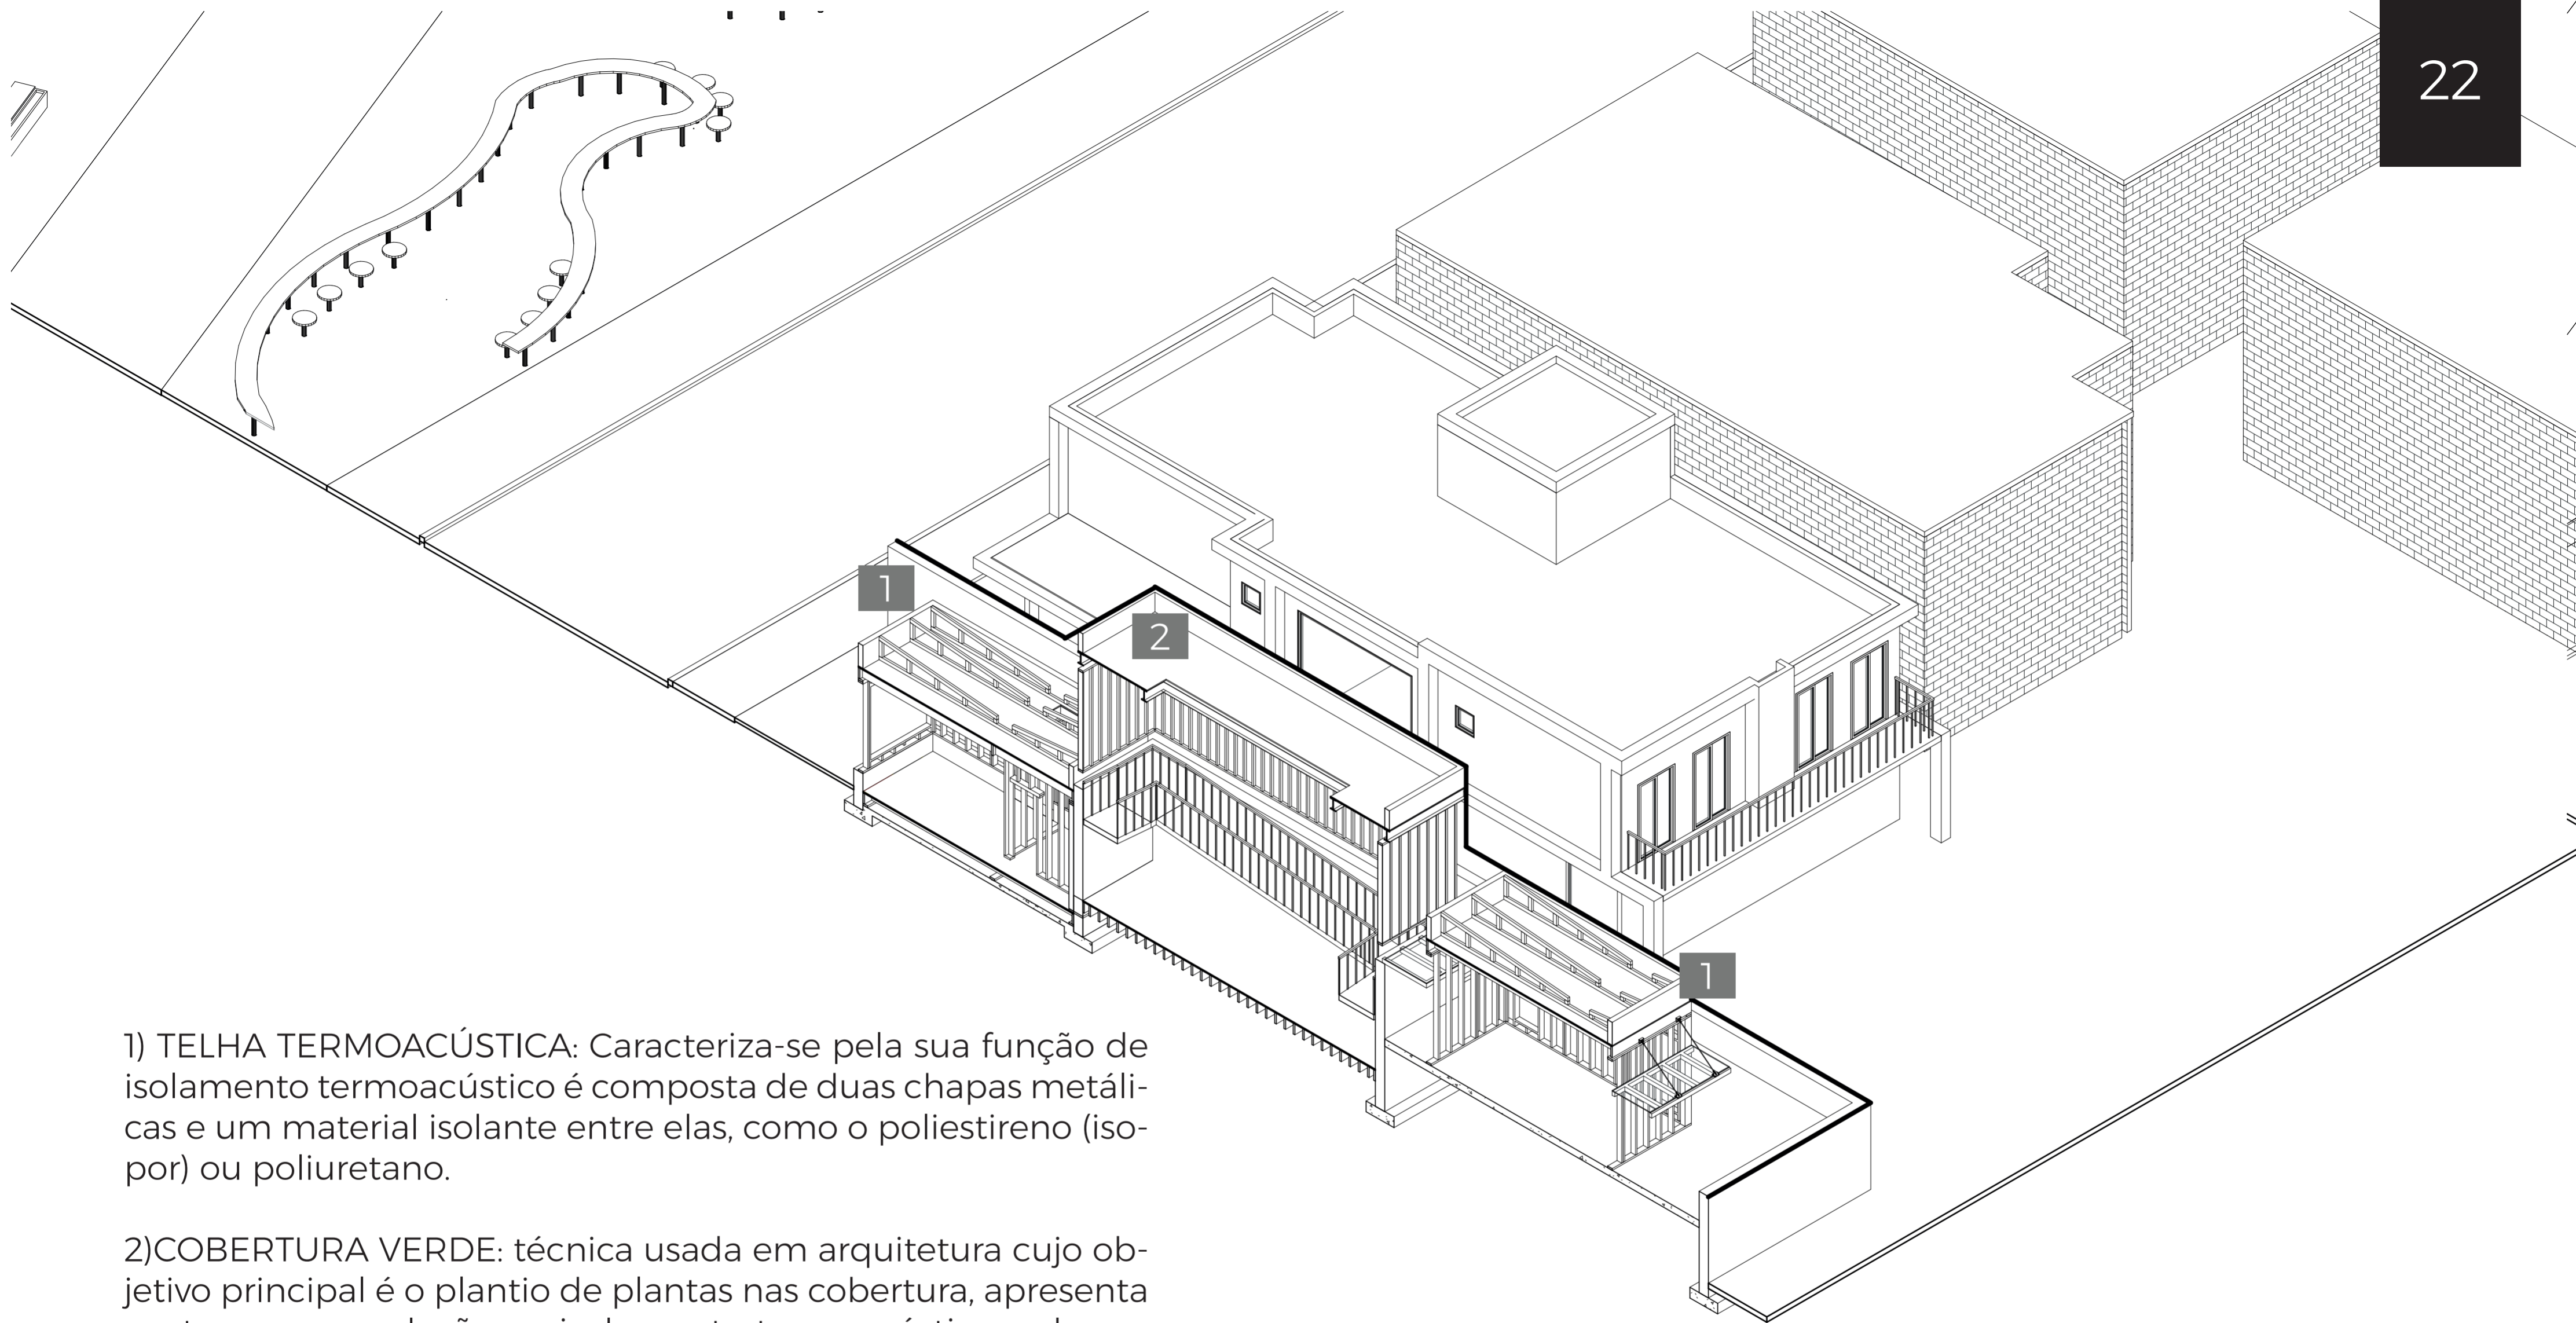 22
1
2
1
1) TELHA TERMOACÚSTICA: Caracteriza-se pela sua função de
isolamento termoacústico é composta de duas chapas metáli-
cas e um material isolante entre elas, como o poliestireno (iso-
por) ou poliuretano.
2)COBERTURA VERDE: técnica usada em arquitetura cujo ob-
jetivo principal é o plantio de plantas nas cobertura, apresenta